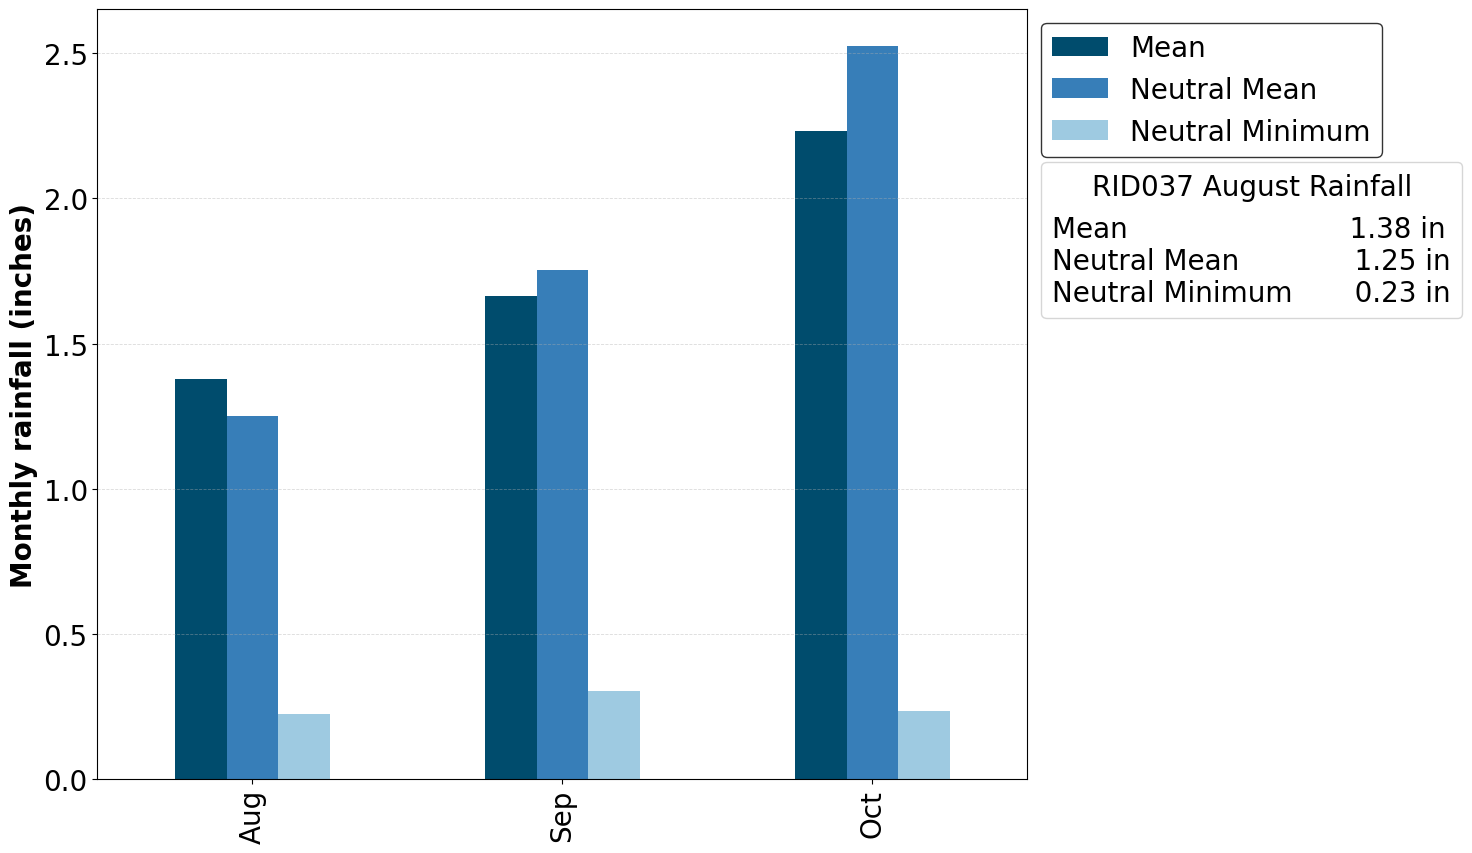 Monthly rainfall (inches)
2.5
2.0
1.5
1.0
0.5
0.0
Aug
Sep
Oct
Mean
Neutral Mean
Neutral Minimum
RID037 August Rainfall
Mean 1.38 in
Neutral Mean 1.25 in
Neutral Minimum 0.23 in